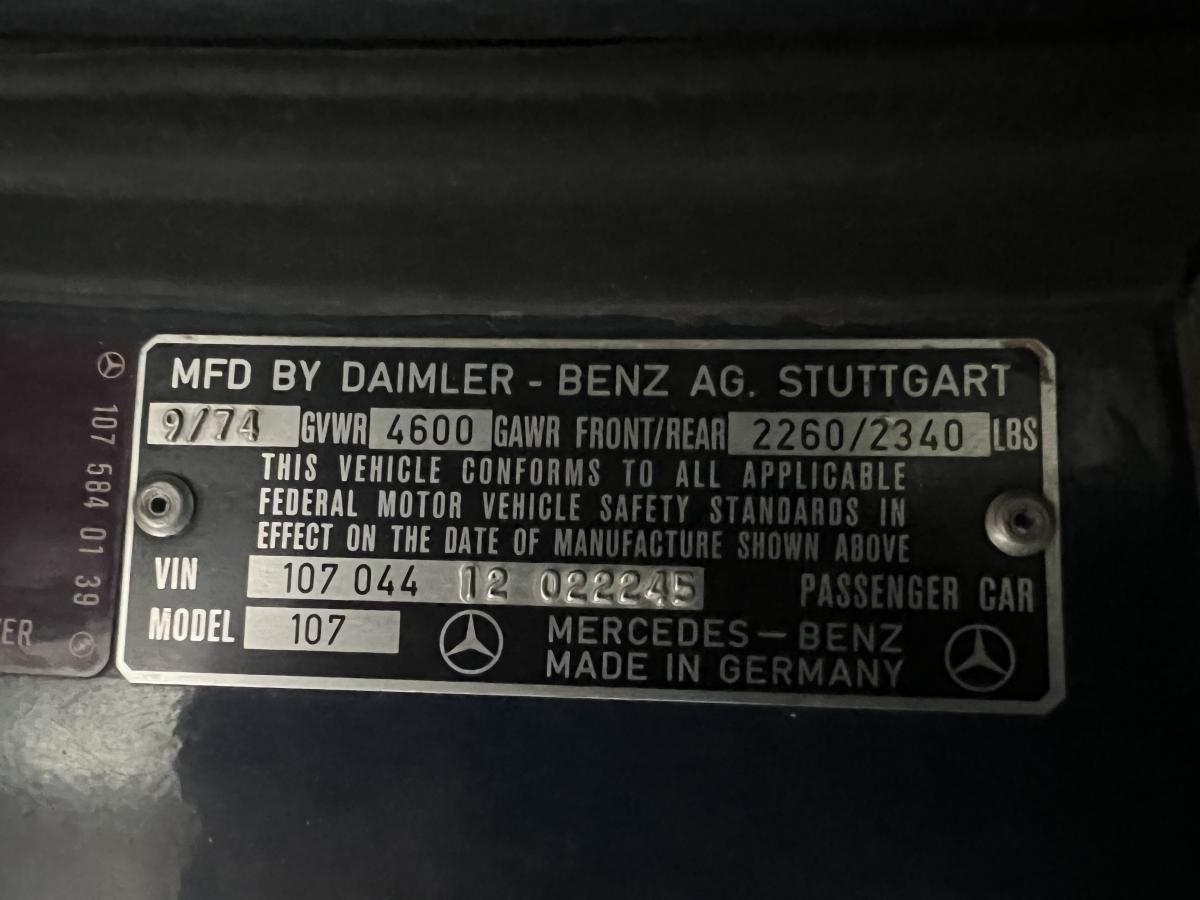 MFD BY DAIMLER - BENZ AG. STUTTGART
9/74 GVWR 4600 GAWR FRONT/REAR 2260/2340 LBS
THIS VEHICLE CONFORMS TO ALL APPLICABLE
FEDERAL MOTOR VEHICLE SAFETY STANDARDS IN
EFFECT ON THE DATE OF MANUFACTURE SHOWN ABOVE
VIN 107 044 12 022245 PASSENGER CAR
MODEL 107 MERCEDES - BENZ
MADE IN GERMANY
107 584 01 39